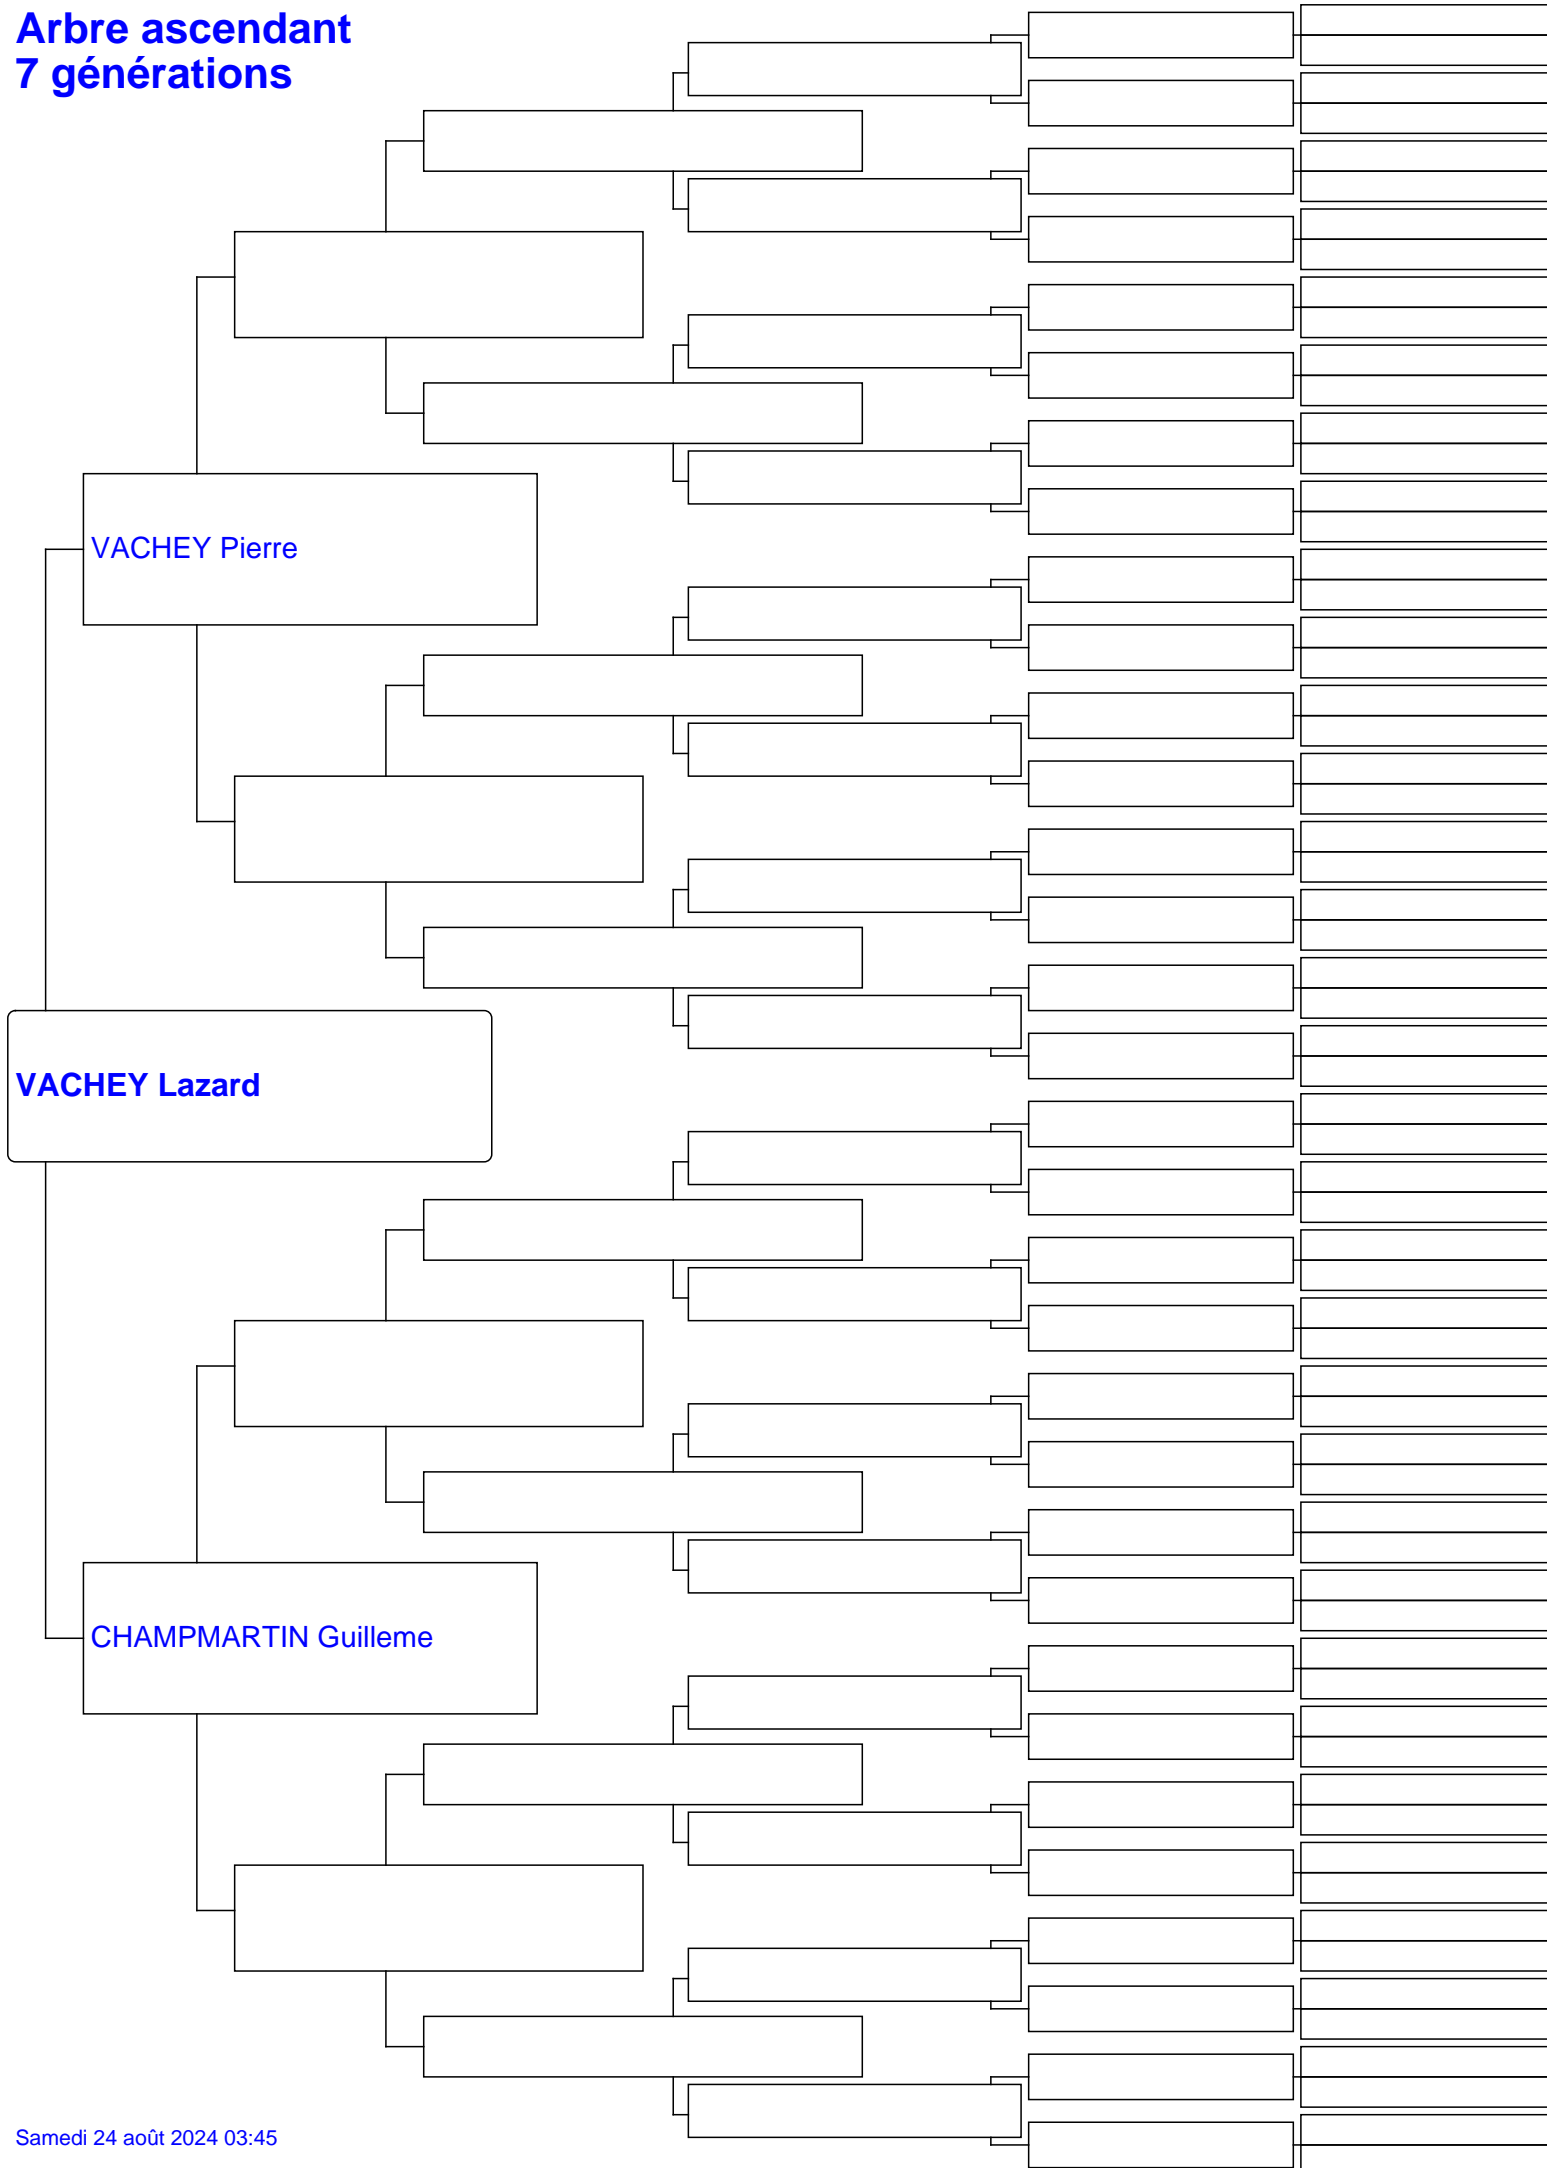 Arbre ascendant
7 générations
VACHEY Pierre
VACHEY Lazard
CHAMPMARTIN Guilleme
Samedi 24 août 2024 03:45